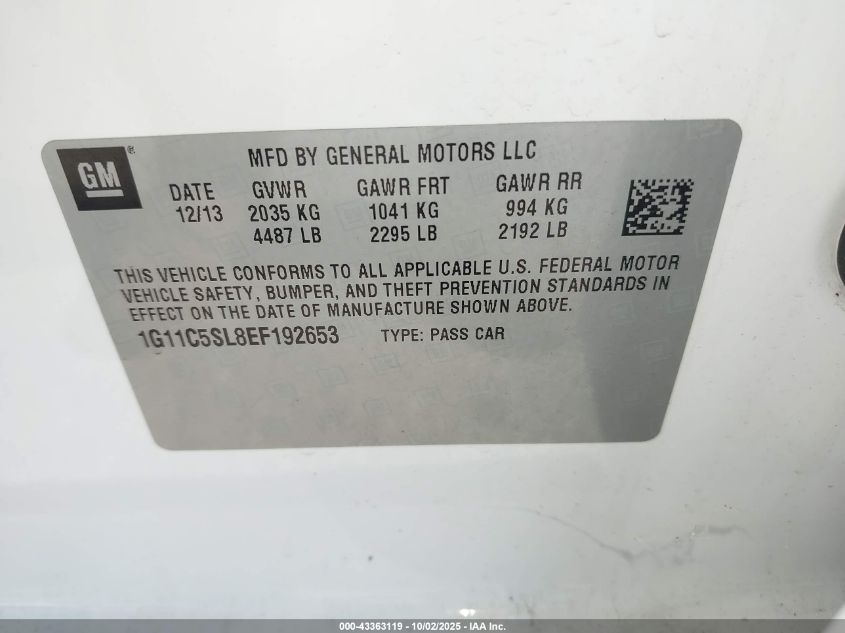 GM®
MFD BY GENERAL MOTORS LLC
DATE GVWR GAWR FRT GAWR RR
12/13 2035 KG 1041 KG 994 KG
4487 LB 2295 LB 2192 LB
THIS VEHICLE CONFORMS TO ALL APPLICABLE U.S. FEDERAL MOTOR
VEHICLE SAFETY, BUMPER, AND THEFT PREVENTION STANDARDS IN
EFFECT ON THE DATE OF MANUFACTURE SHOWN ABOVE.
1G11C5SL8EF192653 TYPE: PASS CAR
000-43363119 - 10/02/2025 - IAA Inc.